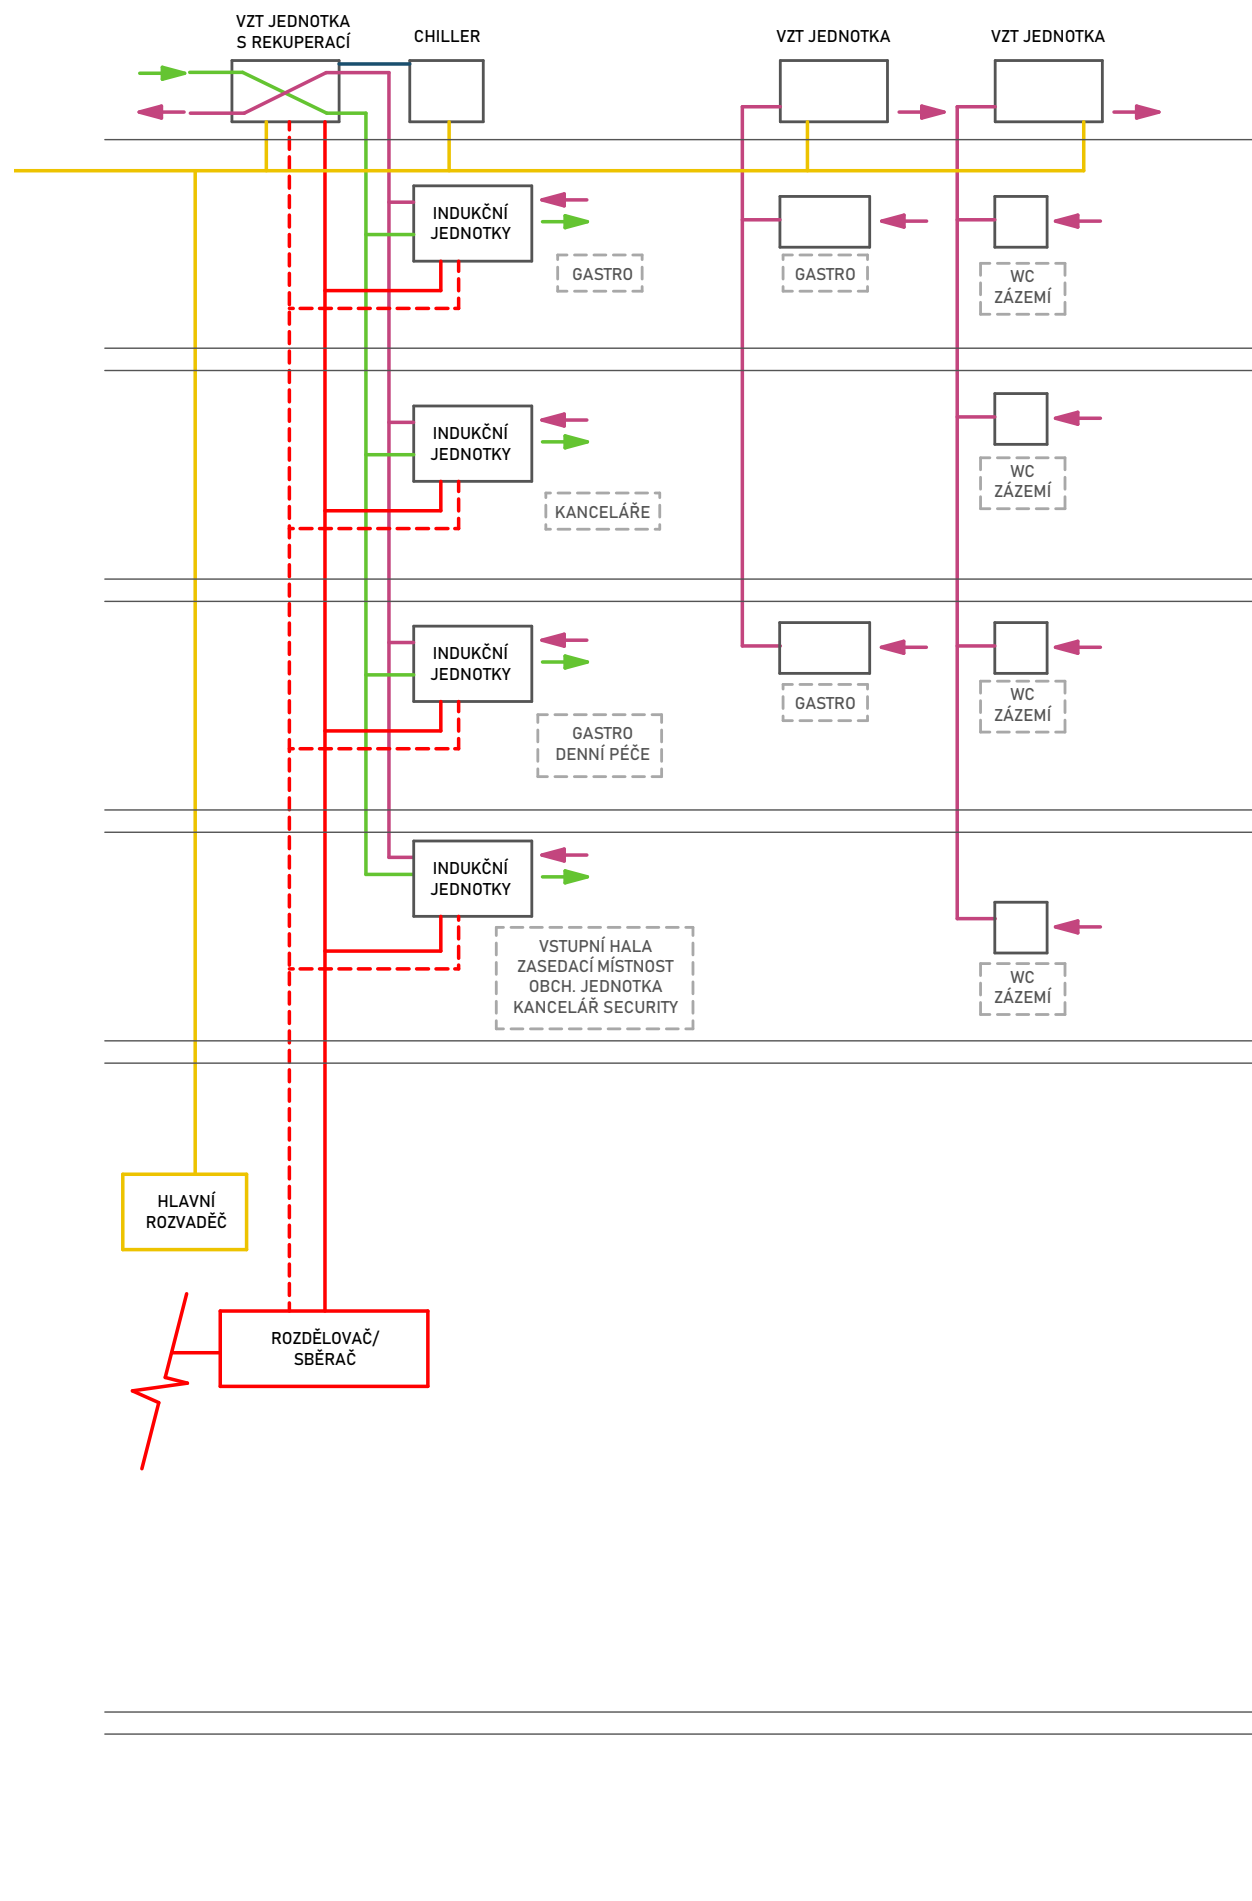 VZT JEDNOTKA
S REKUPERACÍ
CHILLER
VZT JEDNOTKA
VZT JEDNOTKA
INDUKČNÍ
JEDNOTKY
GASTRO
GASTRO
WC
ZÁZEMÍ
INDUKČNÍ
JEDNOTKY
KANCELÁŘE
WC
ZÁZEMÍ
INDUKČNÍ
JEDNOTKY
GASTRO
DENNÍ PÉČE
GASTRO
WC
ZÁZEMÍ
INDUKČNÍ
JEDNOTKY
VSTUPNÍ HALA
ZASEDACÍ MÍSTNOST
OBCH. JEDNOTKA
KANCELÁŘ SECURITY
WC
ZÁZEMÍ
HLAVNÍ
ROZVADĚČ
ROZDĚLOVAČ/
SBĚRAČ